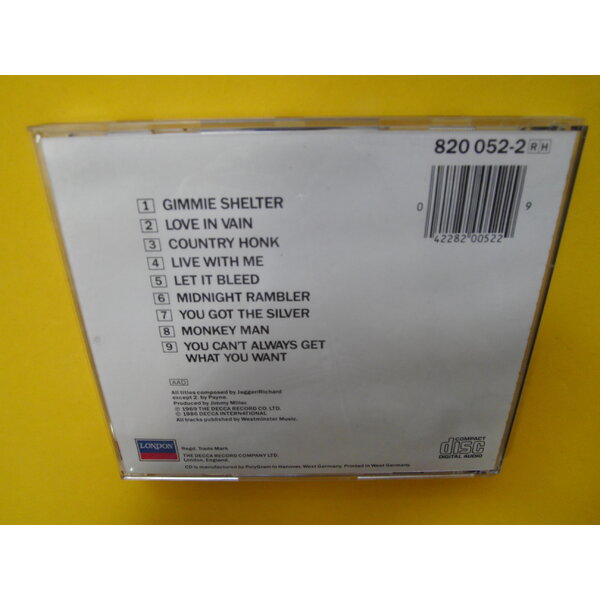 820 052-2 RH
0 42282 00522 9
1 GIMMIE SHELTER
2 LOVE IN VAIN
3 COUNTRY HONK
4 LIVE WITH ME
5 LET IT BLEED
6 MIDNIGHT RAMBLER
7 YOU GOT THE SILVER
8 MONKEY MAN
9 YOU CAN'T ALWAYS GET
WHAT YOU WANT
AAD
All titles composed by Jagger/Richard
except 2. by Payne.
Produced by Jimmy Miller.
℗ 1969 THE DECCA RECORD CO. LTD.
© 1986 DECCA INTERNATIONAL
All tracks published by Westminster Music.
LONDON
Regd. Trade Mark
THE DECCA RECORD COMPANY LTD.
London, England.
CD is manufactured by PolyGram in Hanover, West Germany. Printed in West Germany.
COMPACT
disc
DIGITAL AUDIO